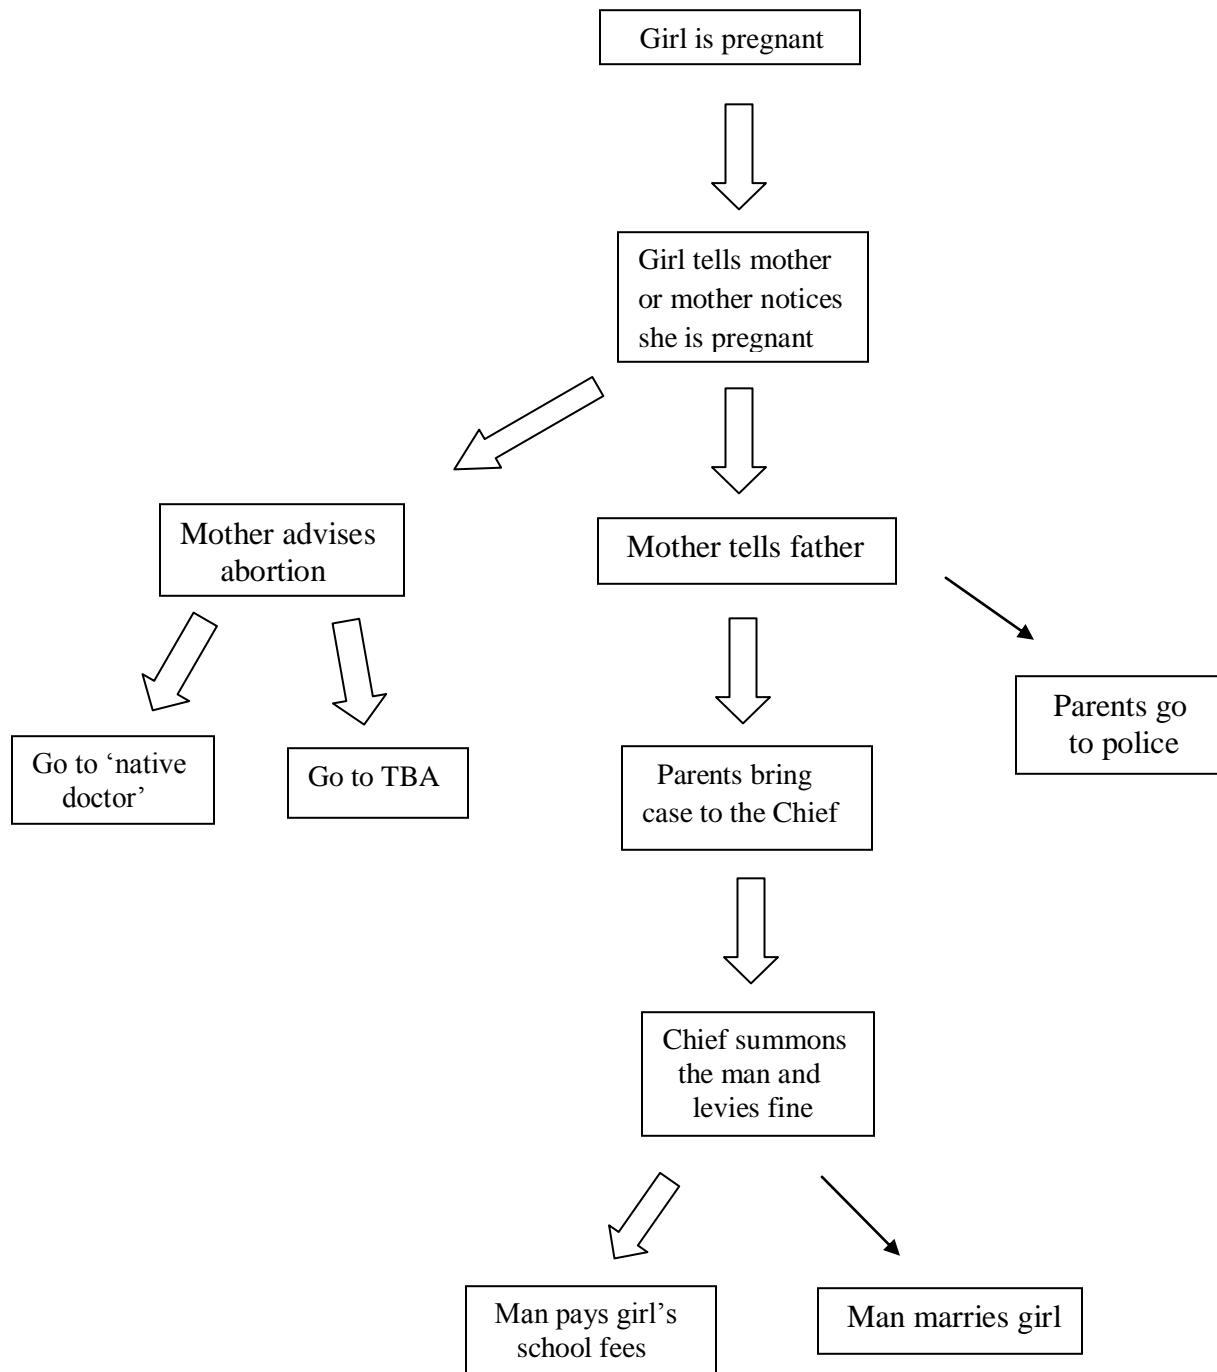 Girl is pregnant
Girl tells mother
or mother notices
she is pregnant
Mother advises
abortion
Mother tells father
Parents go
to police
Go to ‘native
doctor’
Go to TBA
Parents bring
case to the Chief
Chief summons
the man and
levies fine
Man pays girl’s
school fees
Man marries girl